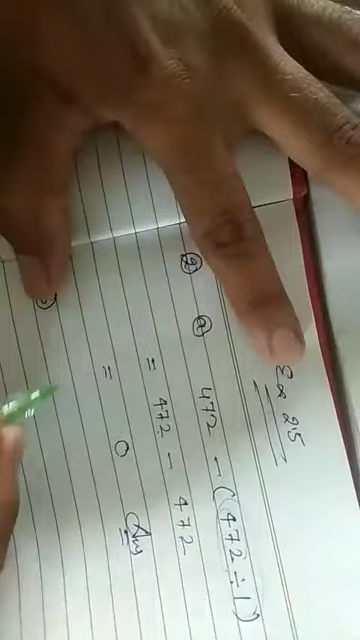 Ex 2.5
② ⓐ 472 - (472 ÷ 1)
= 472 - 472
= 0 Ans